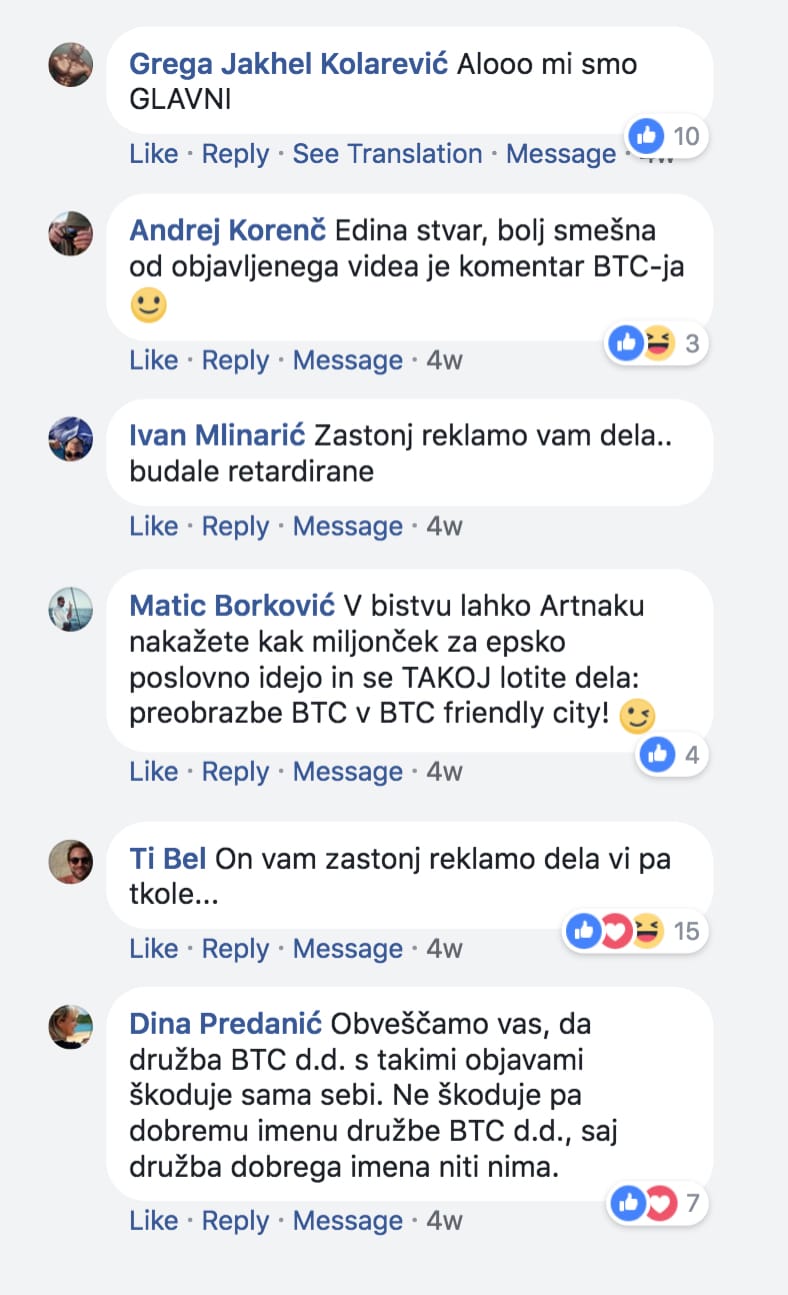 Grega Jakhel Kolarević Alooo mi smo
GLAVNI
10
Like · Reply · See Translation · Message · 4w
Andrej Korenč Edina stvar, bolj smešna
od objavljenega videa je komentar BTC-ja
🙂
3
Like · Reply · Message · 4w
Ivan Mlinarić Zastonj reklamo vam dela..
budale retardirane
Like · Reply · Message · 4w
Matic Borković V bistvu lahko Artnaku
nakažete kak miljonček za epsko
poslovno idejo in se TAKOJ lotite dela:
preobrazbe BTC v BTC friendly city! 😉
4
Like · Reply · Message · 4w
Ti Bel On vam zastonj reklamo dela vi pa
tkole...
15
Like · Reply · Message · 4w
Dina Predanić Obveščamo vas, da
družba BTC d.d. s takimi objavami
škoduje sama sebi. Ne škoduje pa
dobremu imenu družbe BTC d.d., saj
družba dobrega imena niti nima.
7
Like · Reply · Message · 4w